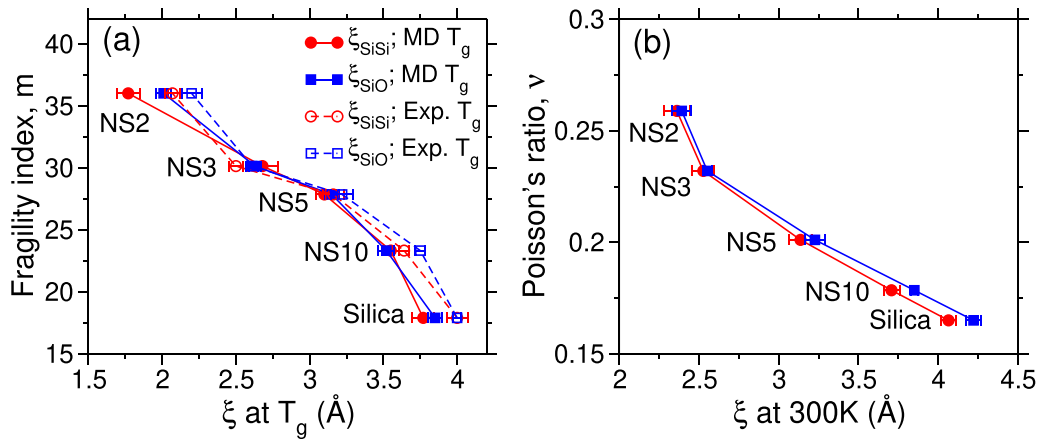 (a)
ξSiSi; MD Tg
ξSiO; MD Tg
ξSiSi; Exp. Tg
ξSiO; Exp. Tg
NS2
NS3
NS5
NS10
Silica
40
35
30
25
20
15
1.5
2
2.5
3
3.5
4
Fragility index, m
ξ at Tg (Å)
(b)
NS2
NS3
NS5
NS10
Silica
0.3
0.25
0.2
0.15
2
2.5
3
3.5
4
4.5
Poisson's ratio, ν
ξ at 300K (Å)